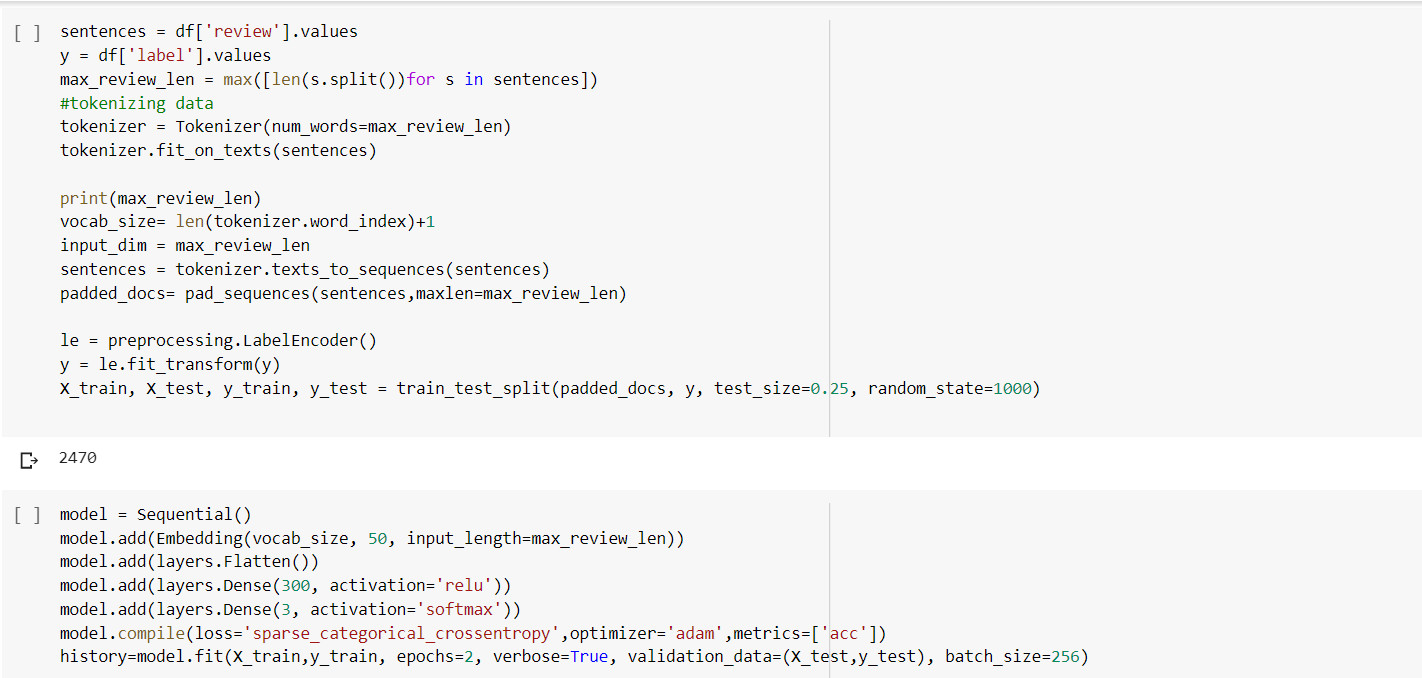 [ ] sentences = df['review'].values
y = df['label'].values
max_review_len = max([len(s.split())for s in sentences])
#tokenizing data
tokenizer = Tokenizer(num_words=max_review_len)
tokenizer.fit_on_texts(sentences)
print(max_review_len)
vocab_size= len(tokenizer.word_index)+1
input_dim = max_review_len
sentences = tokenizer.texts_to_sequences(sentences)
padded_docs= pad_sequences(sentences,maxlen=max_review_len)
le = preprocessing.LabelEncoder()
y = le.fit_transform(y)
X_train, X_test, y_train, y_test = train_test_split(padded_docs, y, test_size=0.25, random_state=1000)
2470
[ ] model = Sequential()
model.add(Embedding(vocab_size, 50, input_length=max_review_len))
model.add(layers.Flatten())
model.add(layers.Dense(300, activation='relu'))
model.add(layers.Dense(3, activation='softmax'))
model.compile(loss='sparse_categorical_crossentropy',optimizer='adam',metrics=['acc'])
history=model.fit(X_train,y_train, epochs=2, verbose=True, validation_data=(X_test,y_test), batch_size=256)